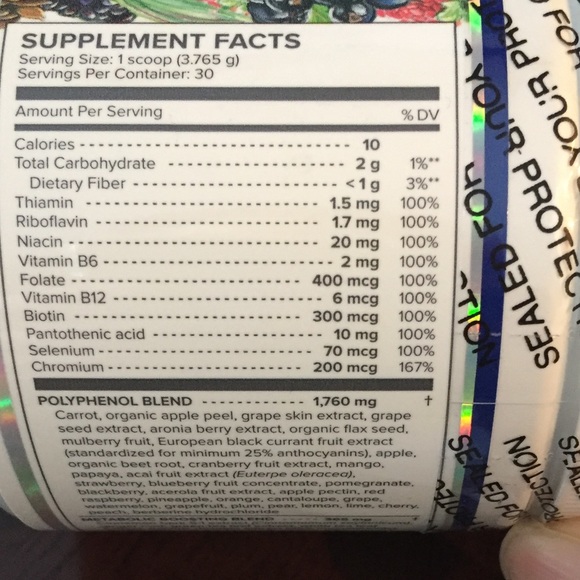 SUPPLEMENT FACTS
Serving Size: 1 scoop (3.765 g)
Servings Per Container: 30
Amount Per Serving % DV
Calories 10
Total Carbohydrate 2 g 1%**
Dietary Fiber < 1 g 3%**
Thiamin 1.5 mg 100%
Riboflavin 1.7 mg 100%
Niacin 20 mg 100%
Vitamin B6 2 mg 100%
Folate 400 mcg 100%
Vitamin B12 6 mcg 100%
Biotin 300 mcg 100%
Pantothenic acid 10 mg 100%
Selenium 70 mcg 100%
Chromium 200 mcg 167%
POLYPHENOL BLEND 1,760 mg †
Carrot, organic apple peel, grape skin extract, grape
seed extract, aronia berry extract, organic flax seed,
mulberry fruit, European black currant fruit extract
(standardized for minimum 25% anthocyanins), apple,
organic beet root, cranberry fruit extract, mango,
papaya, acai fruit extract (Euterpe oleracea),
strawberry, blueberry fruit concentrate, pomegranate,
blackberry, acerola fruit extract, apple pectin, red
raspberry, pineapple, orange, cantaloupe, grape,
watermelon, grapefruit, plum, pear, lemon, lime, cherry,
peach, berberine hydrochloride
METABOLIC BOOSTING BLEND
SEALED FOR YOUR PROTECTION
SEALED FO